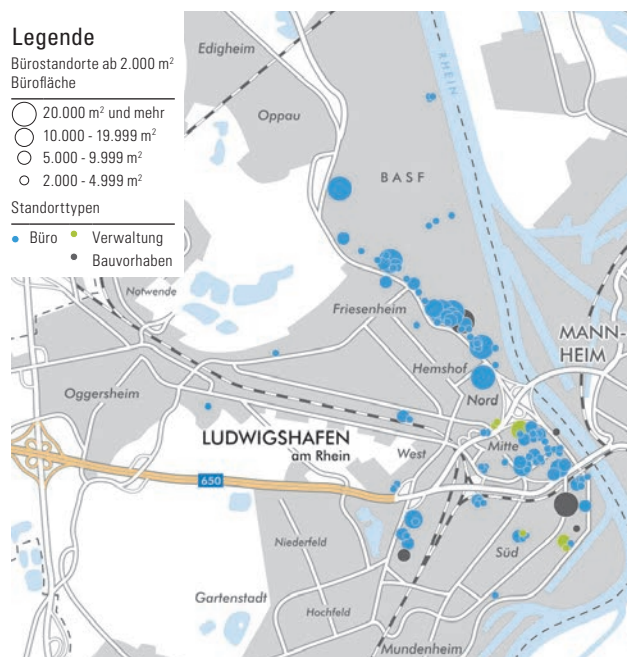 Legende
Bürostandorte ab 2.000 m²
Bürofläche
20.000 m² und mehr
10.000 - 19.999 m²
5.000 - 9.999 m²
2.000 - 4.999 m²
Standorttypen
Büro
Verwaltung
Bauvorhaben
Edigheim
Oppau
RHEIN
BASF
Notwende
Friesenheim
MANN-
HEIM
Hemshof
Oggersheim
Nord
LUDWIGSHAFEN
am Rhein
Mitte
West
650
Niederfeld
Süd
Gartenstadt
Hochfeld
Mundenheim